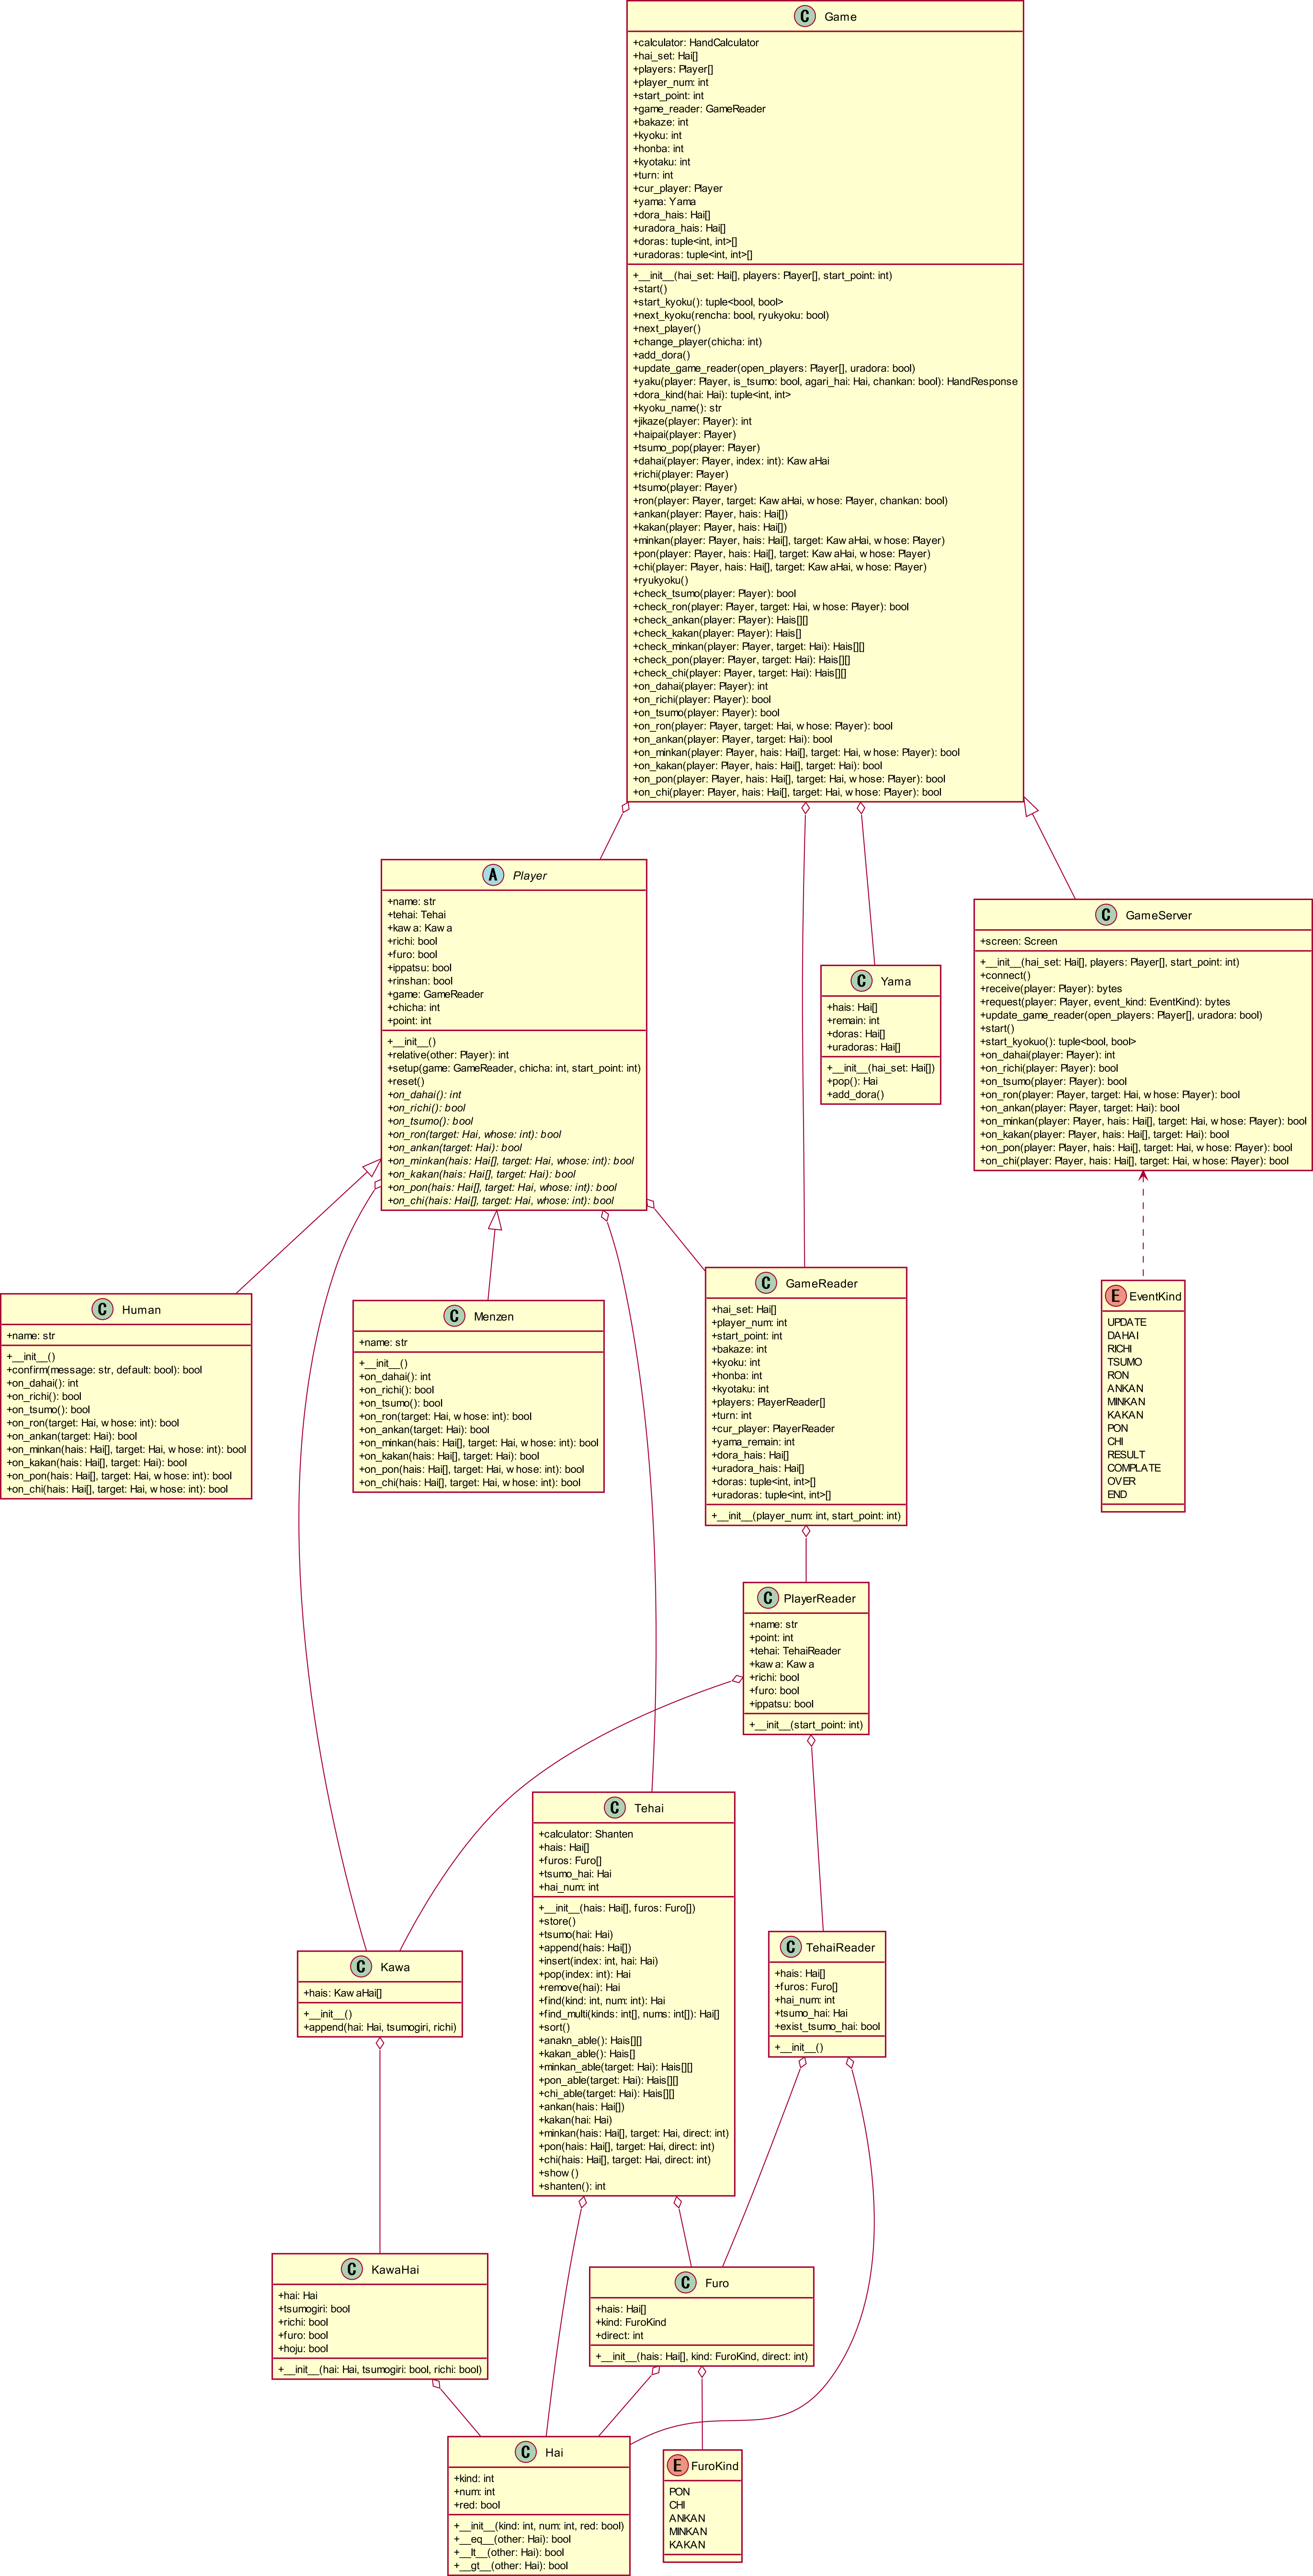 C Game
+calculator: HandCalculator
+hai_set: Hai[]
+players: Player[]
+player_num: int
+start_point: int
+game_reader: GameReader
+bakaze: int
+kyoku: int
+honba: int
+kyotaku: int
+turn: int
+cur_player: Player
+yama: Yama
+dora_hais: Hai[]
+uradora_hais: Hai[]
+doras: tuple<int, int>[]
+uradoras: tuple<int, int>[]
+__init__(hai_set: Hai[], players: Player[], start_point: int)
+start()
+start_kyoku(): tuple<bool, bool>
+next_kyoku(rencha: bool, ryukyoku: bool)
+next_player()
+change_player(chicha: int)
+add_dora()
+update_game_reader(open_players: Player[], uradora: bool)
+yaku(player: Player, is_tsumo: bool, agari_hai: Hai, chankan: bool): HandResponse
+dora_kind(hai: Hai): tuple<int, int>
+kyoku_name(): str
+jikaze(player: Player): int
+haipai(player: Player)
+tsumo_pop(player: Player)
+dahai(player: Player, index: int): KawaHai
+richi(player: Player)
+tsumo(player: Player)
+ron(player: Player, target: KawaHai, whose: Player, chankan: bool)
+ankan(player: Player, hais: Hai[])
+kakan(player: Player, hais: Hai[])
+minkan(player: Player, hais: Hai[], target: KawaHai, whose: Player)
+pon(player: Player, hais: Hai[], target: KawaHai, whose: Player)
+chi(player: Player, hais: Hai[], target: KawaHai, whose: Player)
+ryukyoku()
+check_tsumo(player: Player): bool
+check_ron(player: Player, target: Hai, whose: Player): bool
+check_ankan(player: Player): Hais[][]
+check_kakan(player: Player): Hais[]
+check_minkan(player: Player, target: Hai): Hais[][]
+check_pon(player: Player, target: Hai): Hais[][]
+check_chi(player: Player, target: Hai): Hais[][]
+on_dahai(player: Player): int
+on_richi(player: Player): bool
+on_tsumo(player: Player): bool
+on_ron(player: Player, target: Hai, whose: Player): bool
+on_ankan(player: Player, target: Hai): bool
+on_minkan(player: Player, hais: Hai[], target: Hai, whose: Player): bool
+on_kakan(player: Player, hais: Hai[], target: Hai): bool
+on_pon(player: Player, hais: Hai[], target: Hai, whose: Player): bool
+on_chi(player: Player, hais: Hai[], target: Hai, whose: Player): bool
A Player
+name: str
+tehai: Tehai
+kawa: Kawa
+richi: bool
+furo: bool
+ippatsu: bool
+rinshan: bool
+game: GameReader
+chicha: int
+point: int
+__init__()
+relative(other: Player): int
+setup(game: GameReader, chicha: int, start_point: int)
+reset()
+on_dahai(): int
+on_richi(): bool
+on_tsumo(): bool
+on_ron(target: Hai, whose: int): bool
+on_ankan(target: Hai): bool
+on_minkan(hais: Hai[], target: Hai, whose: int): bool
+on_kakan(hais: Hai[], target: Hai): bool
+on_pon(hais: Hai[], target: Hai, whose: int): bool
+on_chi(hais: Hai[], target: Hai, whose: int): bool
C Yama
+hais: Hai[]
+remain: int
+doras: Hai[]
+uradoras: Hai[]
+__init__(hai_set: Hai[])
+pop(): Hai
+add_dora()
C GameServer
+screen: Screen
+__init__(hai_set: Hai[], players: Player[], start_point: int)
+connect()
+receive(player: Player): bytes
+request(player: Player, event_kind: EventKind): bytes
+update_game_reader(open_players: Player[], uradora: bool)
+start()
+start_kyokuo(): tuple<bool, bool>
+on_dahai(player: Player): int
+on_richi(player: Player): bool
+on_tsumo(player: Player): bool
+on_ron(player: Player, target: Hai, whose: Player): bool
+on_ankan(player: Player, target: Hai): bool
+on_minkan(player: Player, hais: Hai[], target: Hai, whose: Player): bool
+on_kakan(player: Player, hais: Hai[], target: Hai): bool
+on_pon(player: Player, hais: Hai[], target: Hai, whose: Player): bool
+on_chi(player: Player, hais: Hai[], target: Hai, whose: Player): bool
C Human
+name: str
+__init__()
+confirm(message: str, default: bool): bool
+on_dahai(): int
+on_richi(): bool
+on_tsumo(): bool
+on_ron(target: Hai, whose: int): bool
+on_ankan(target: Hai): bool
+on_minkan(hais: Hai[], target: Hai, whose: int): bool
+on_kakan(hais: Hai[], target: Hai): bool
+on_pon(hais: Hai[], target: Hai, whose: int): bool
+on_chi(hais: Hai[], target: Hai, whose: int): bool
C Menzen
+name: str
+__init__()
+on_dahai(): int
+on_richi(): bool
+on_tsumo(): bool
+on_ron(target: Hai, whose: int): bool
+on_ankan(target: Hai): bool
+on_minkan(hais: Hai[], target: Hai, whose: int): bool
+on_kakan(hais: Hai[], target: Hai): bool
+on_pon(hais: Hai[], target: Hai, whose: int): bool
+on_chi(hais: Hai[], target: Hai, whose: int): bool
C GameReader
+hai_set: Hai[]
+player_num: int
+start_point: int
+bakaze: int
+kyoku: int
+honba: int
+kyotaku: int
+players: PlayerReader[]
+turn: int
+cur_player: PlayerReader
+yama_remain: int
+dora_hais: Hai[]
+uradora_hais: Hai[]
+doras: tuple<int, int>[]
+uradoras: tuple<int, int>[]
+__init__(player_num: int, start_point: int)
E EventKind
UPDATE
DAHAI
RICHI
TSUMO
RON
ANKAN
MINKAN
KAKAN
PON
CHI
RESULT
COMPLATE
OVER
END
C PlayerReader
+name: str
+point: int
+tehai: TehaiReader
+kawa: Kawa
+richi: bool
+furo: bool
+ippatsu: bool
+__init__(start_point: int)
C Tehai
+calculator: Shanten
+hais: Hai[]
+furos: Furo[]
+tsumo_hai: Hai
+hai_num: int
+__init__(hais: Hai[], furos: Furo[])
+store()
+tsumo(hai: Hai)
+append(hais: Hai[])
+insert(index: int, hai: Hai)
+pop(index: int): Hai
+remove(hai): Hai
+find(kind: int, num: int): Hai
+find_multi(kinds: int[], nums: int[]): Hai[]
+sort()
+anakn_able(): Hais[][]
+kakan_able(): Hais[]
+minkan_able(target: Hai): Hais[][]
+pon_able(target: Hai): Hais[][]
+chi_able(target: Hai): Hais[][]
+ankan(hais: Hai[])
+kakan(hai: Hai)
+minkan(hais: Hai[], target: Hai, direct: int)
+pon(hais: Hai[], target: Hai, direct: int)
+chi(hais: Hai[], target: Hai, direct: int)
+show()
+shanten(): int
C Kawa
+hais: KawaHai[]
+__init__()
+append(hai: Hai, tsumogiri, richi)
C TehaiReader
+hais: Hai[]
+furos: Furo[]
+hai_num: int
+tsumo_hai: Hai
+exist_tsumo_hai: bool
+__init__()
C KawaHai
+hai: Hai
+tsumogiri: bool
+richi: bool
+furo: bool
+hoju: bool
+__init__(hai: Hai, tsumogiri: bool, richi: bool)
C Furo
+hais: Hai[]
+kind: FuroKind
+direct: int
+__init__(hais: Hai[], kind: FuroKind, direct: int)
C Hai
+kind: int
+num: int
+red: bool
+__init__(kind: int, num: int, red: bool)
+__eq__(other: Hai): bool
+__lt__(other: Hai): bool
+__gt__(other: Hai): bool
E FuroKind
PON
CHI
ANKAN
MINKAN
KAKAN